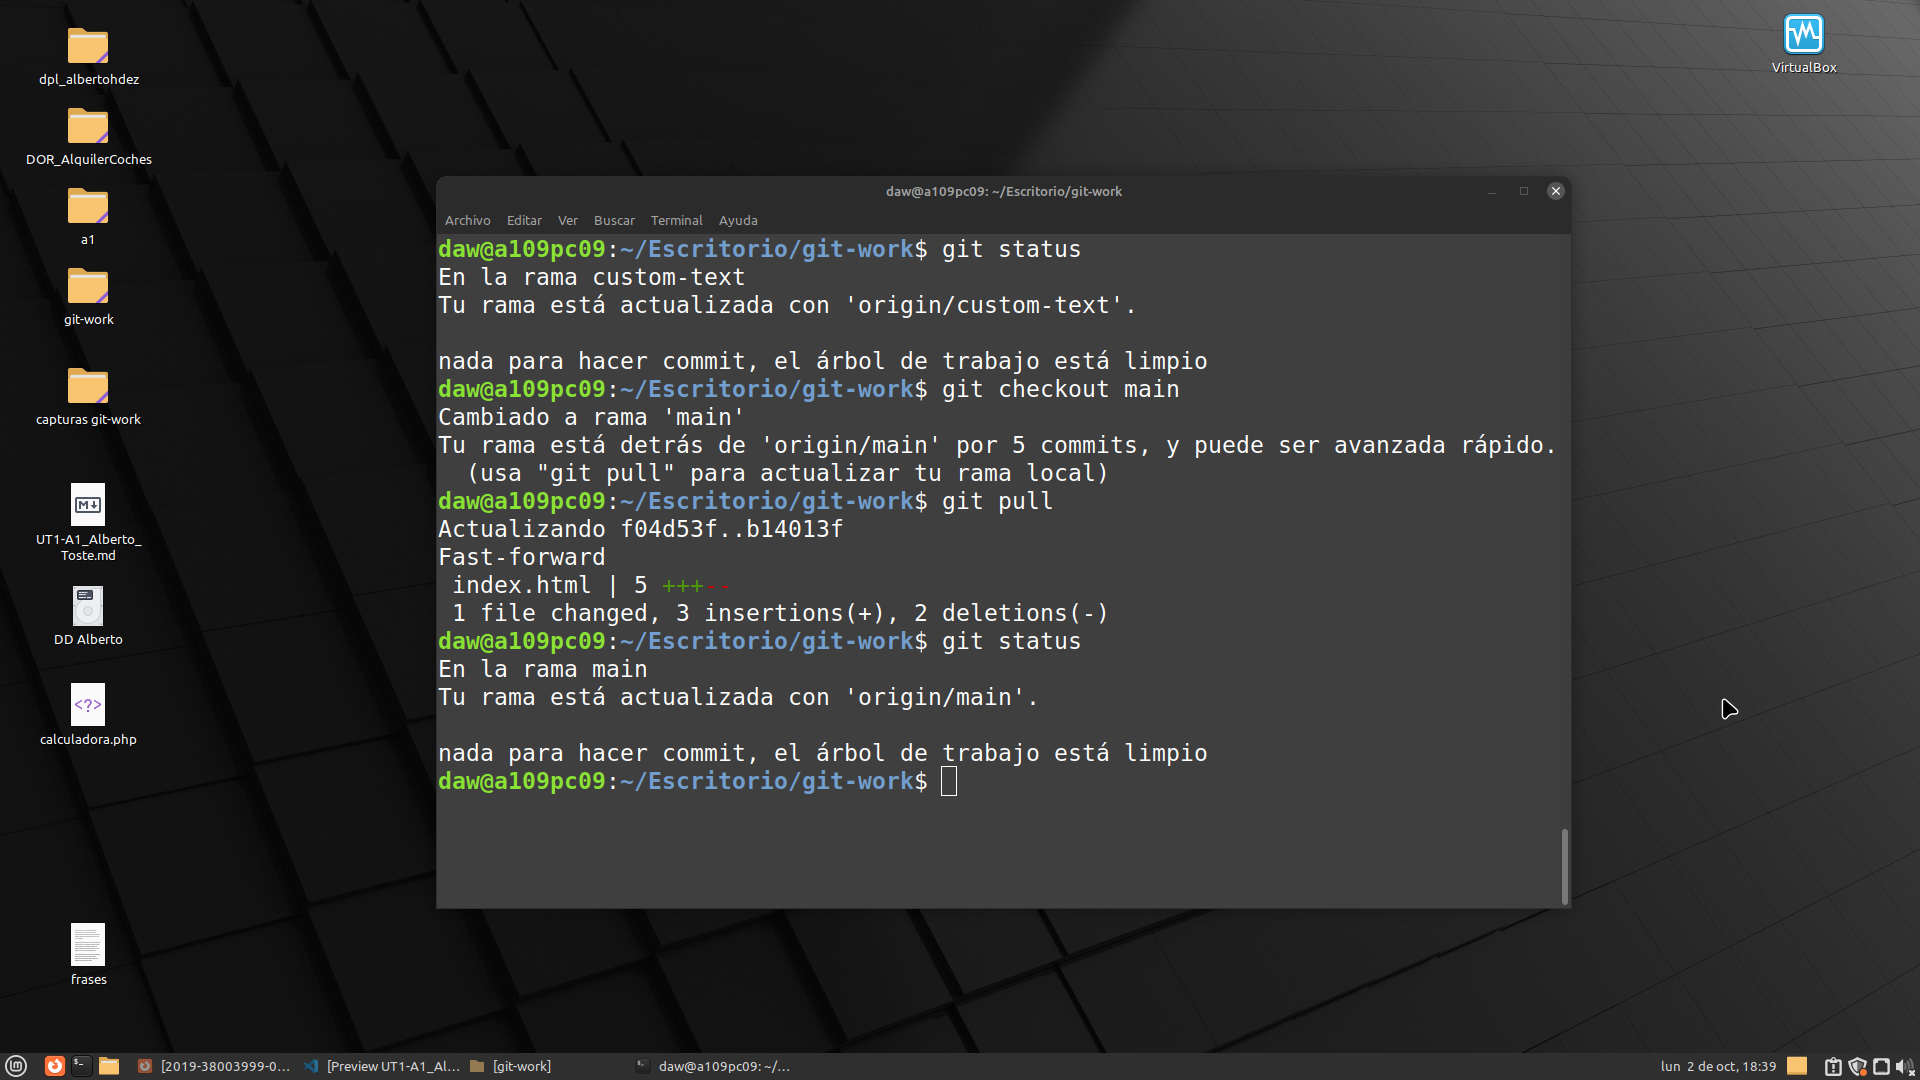 dpl_albertohdez
DOR_AlquilerCoches
a1
git-work
capturas git-work
UT1-A1_Alberto_
Toste.md
DD Alberto
calculadora.php
frases
VirtualBox
daw@a109pc09: ~/Escritorio/git-work
Archivo Editar Ver Buscar Terminal Ayuda
daw@a109pc09:~/Escritorio/git-work$ git status
En la rama custom-text
Tu rama está actualizada con 'origin/custom-text'.
nada para hacer commit, el árbol de trabajo está limpio
daw@a109pc09:~/Escritorio/git-work$ git checkout main
Cambiado a rama 'main'
Tu rama está detrás de 'origin/main' por 5 commits, y puede ser avanzada rápido.
  (usa "git pull" para actualizar tu rama local)
daw@a109pc09:~/Escritorio/git-work$ git pull
Actualizando f04d53f..b14013f
Fast-forward
 index.html | 5 +++--
 1 file changed, 3 insertions(+), 2 deletions(-)
daw@a109pc09:~/Escritorio/git-work$ git status
En la rama main
Tu rama está actualizada con 'origin/main'.
nada para hacer commit, el árbol de trabajo está limpio
daw@a109pc09:~/Escritorio/git-work$
[2019-38003999-0... [Preview UT1-A1_Al... [git-work] daw@a109pc09: ~/... lun 2 de oct, 18:39